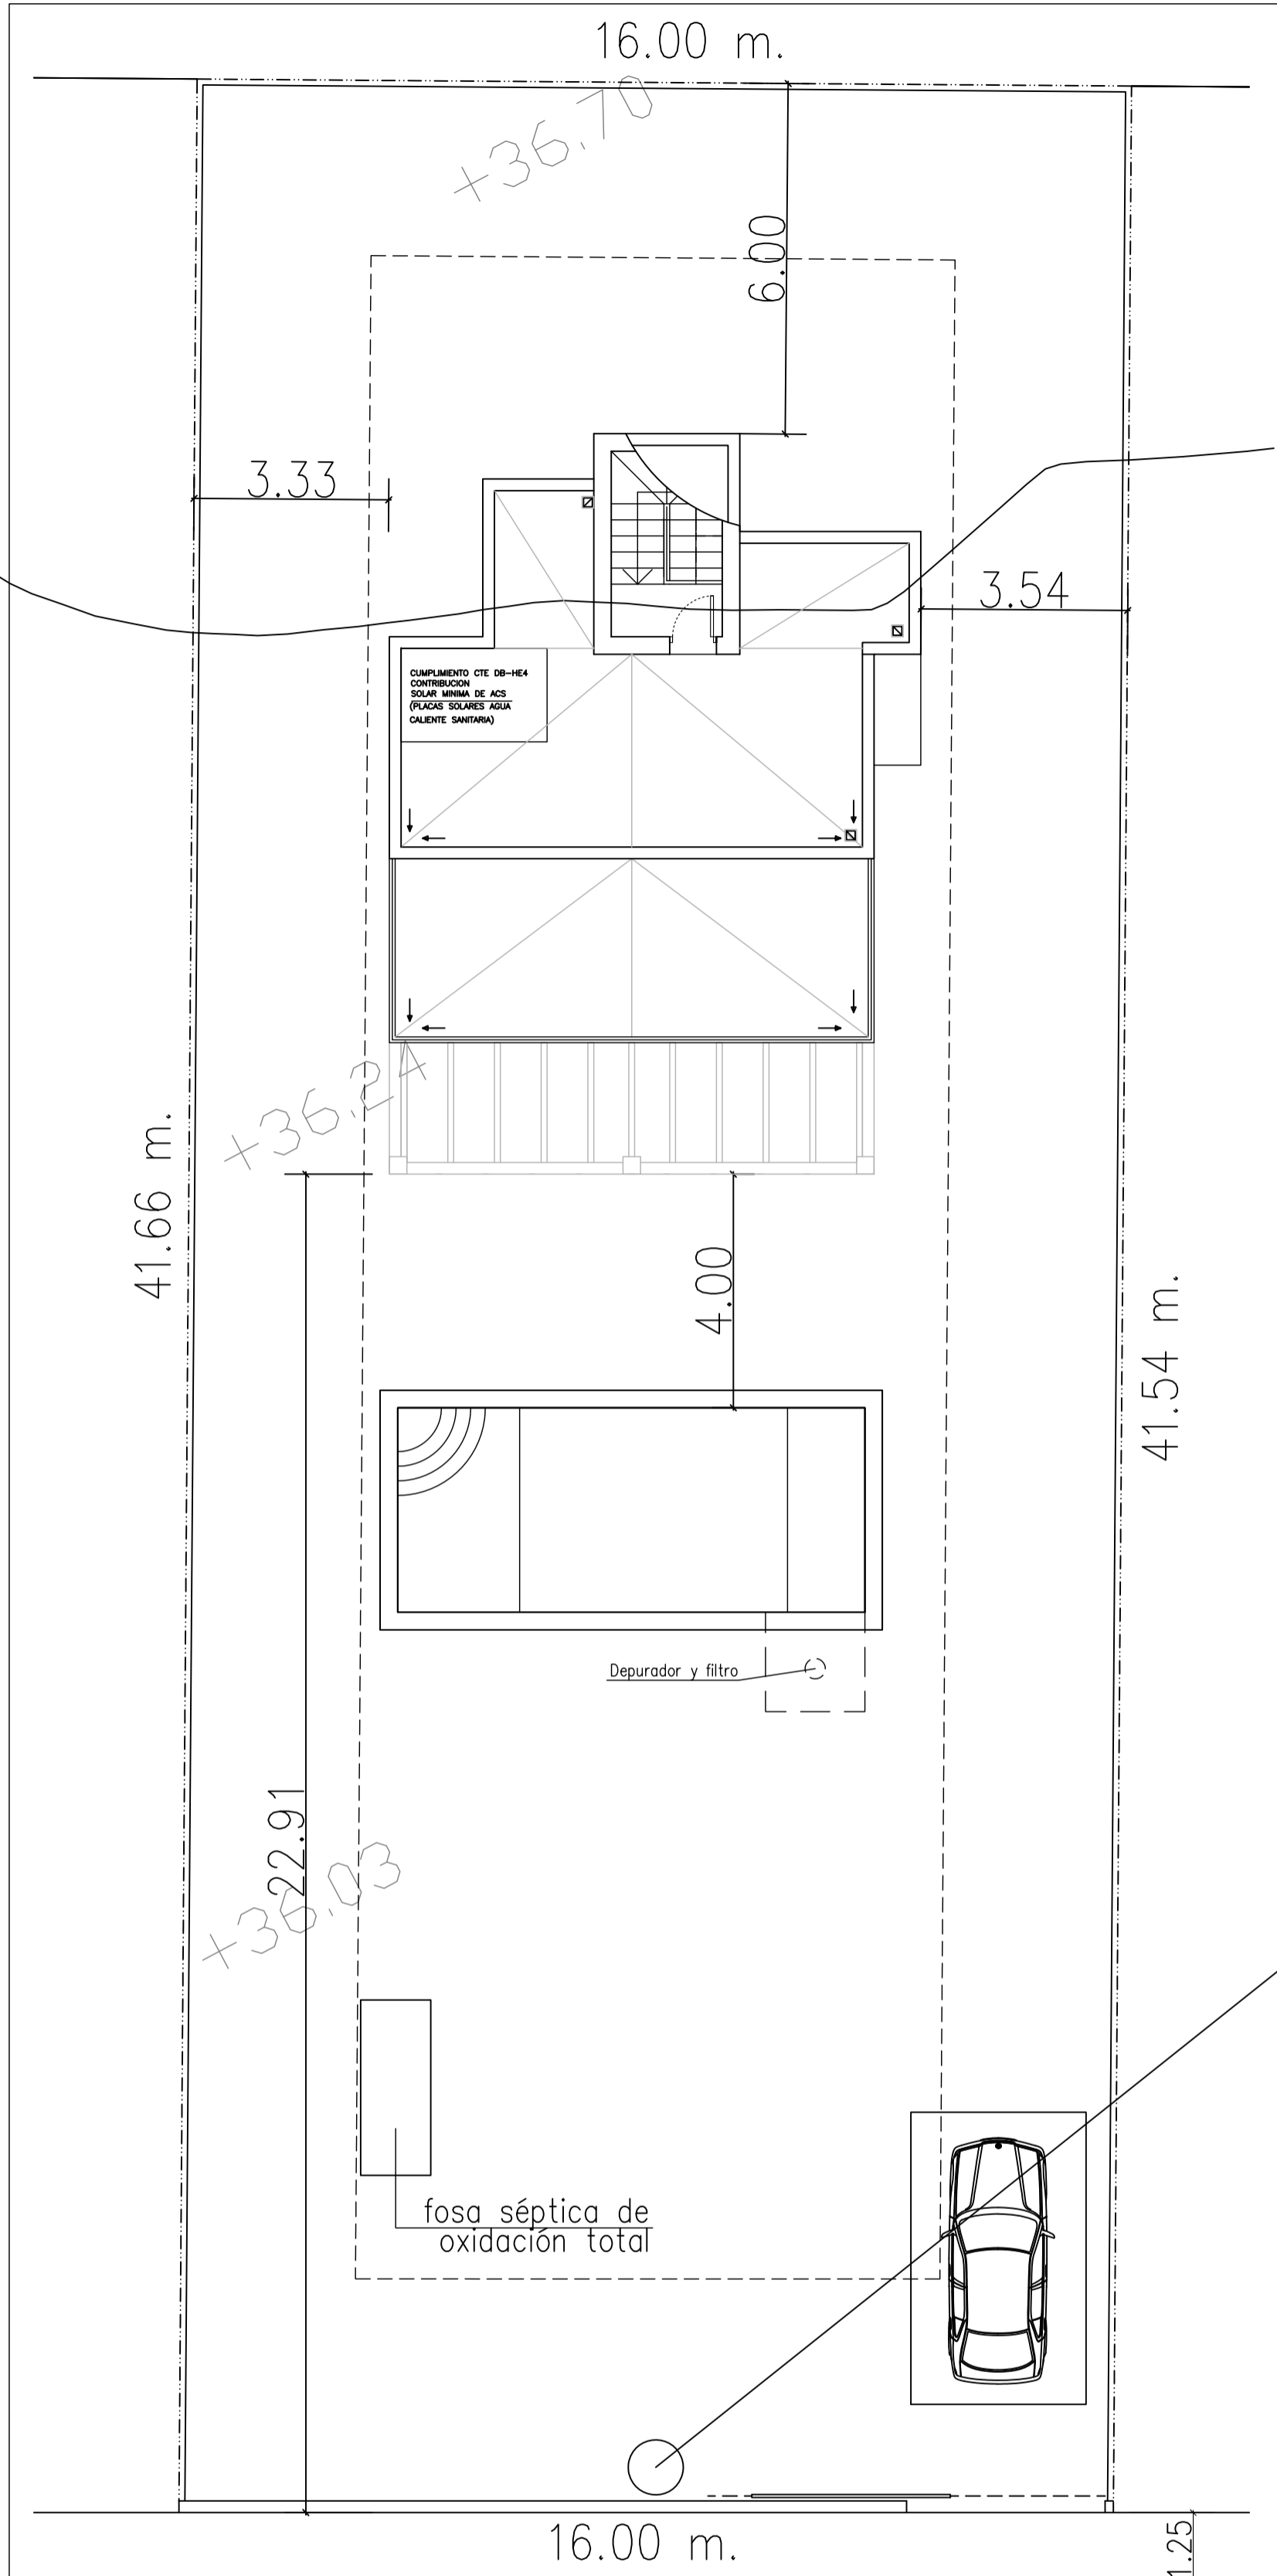 16.00 m.
+36.70
6.00
3.33
3.54
CUMPLIMIENTO CTE DB-HE4
CONTRIBUCION
SOLAR MINIMA DE ACS
(PLACAS SOLARES AGUA
CALIENTE SANITARIA)
+36.24
41.66 m.
4.00
41.54 m.
Depurador y filtro
22.91
+36.03
fosa séptica de
oxidación total
16.00 m.
1.25